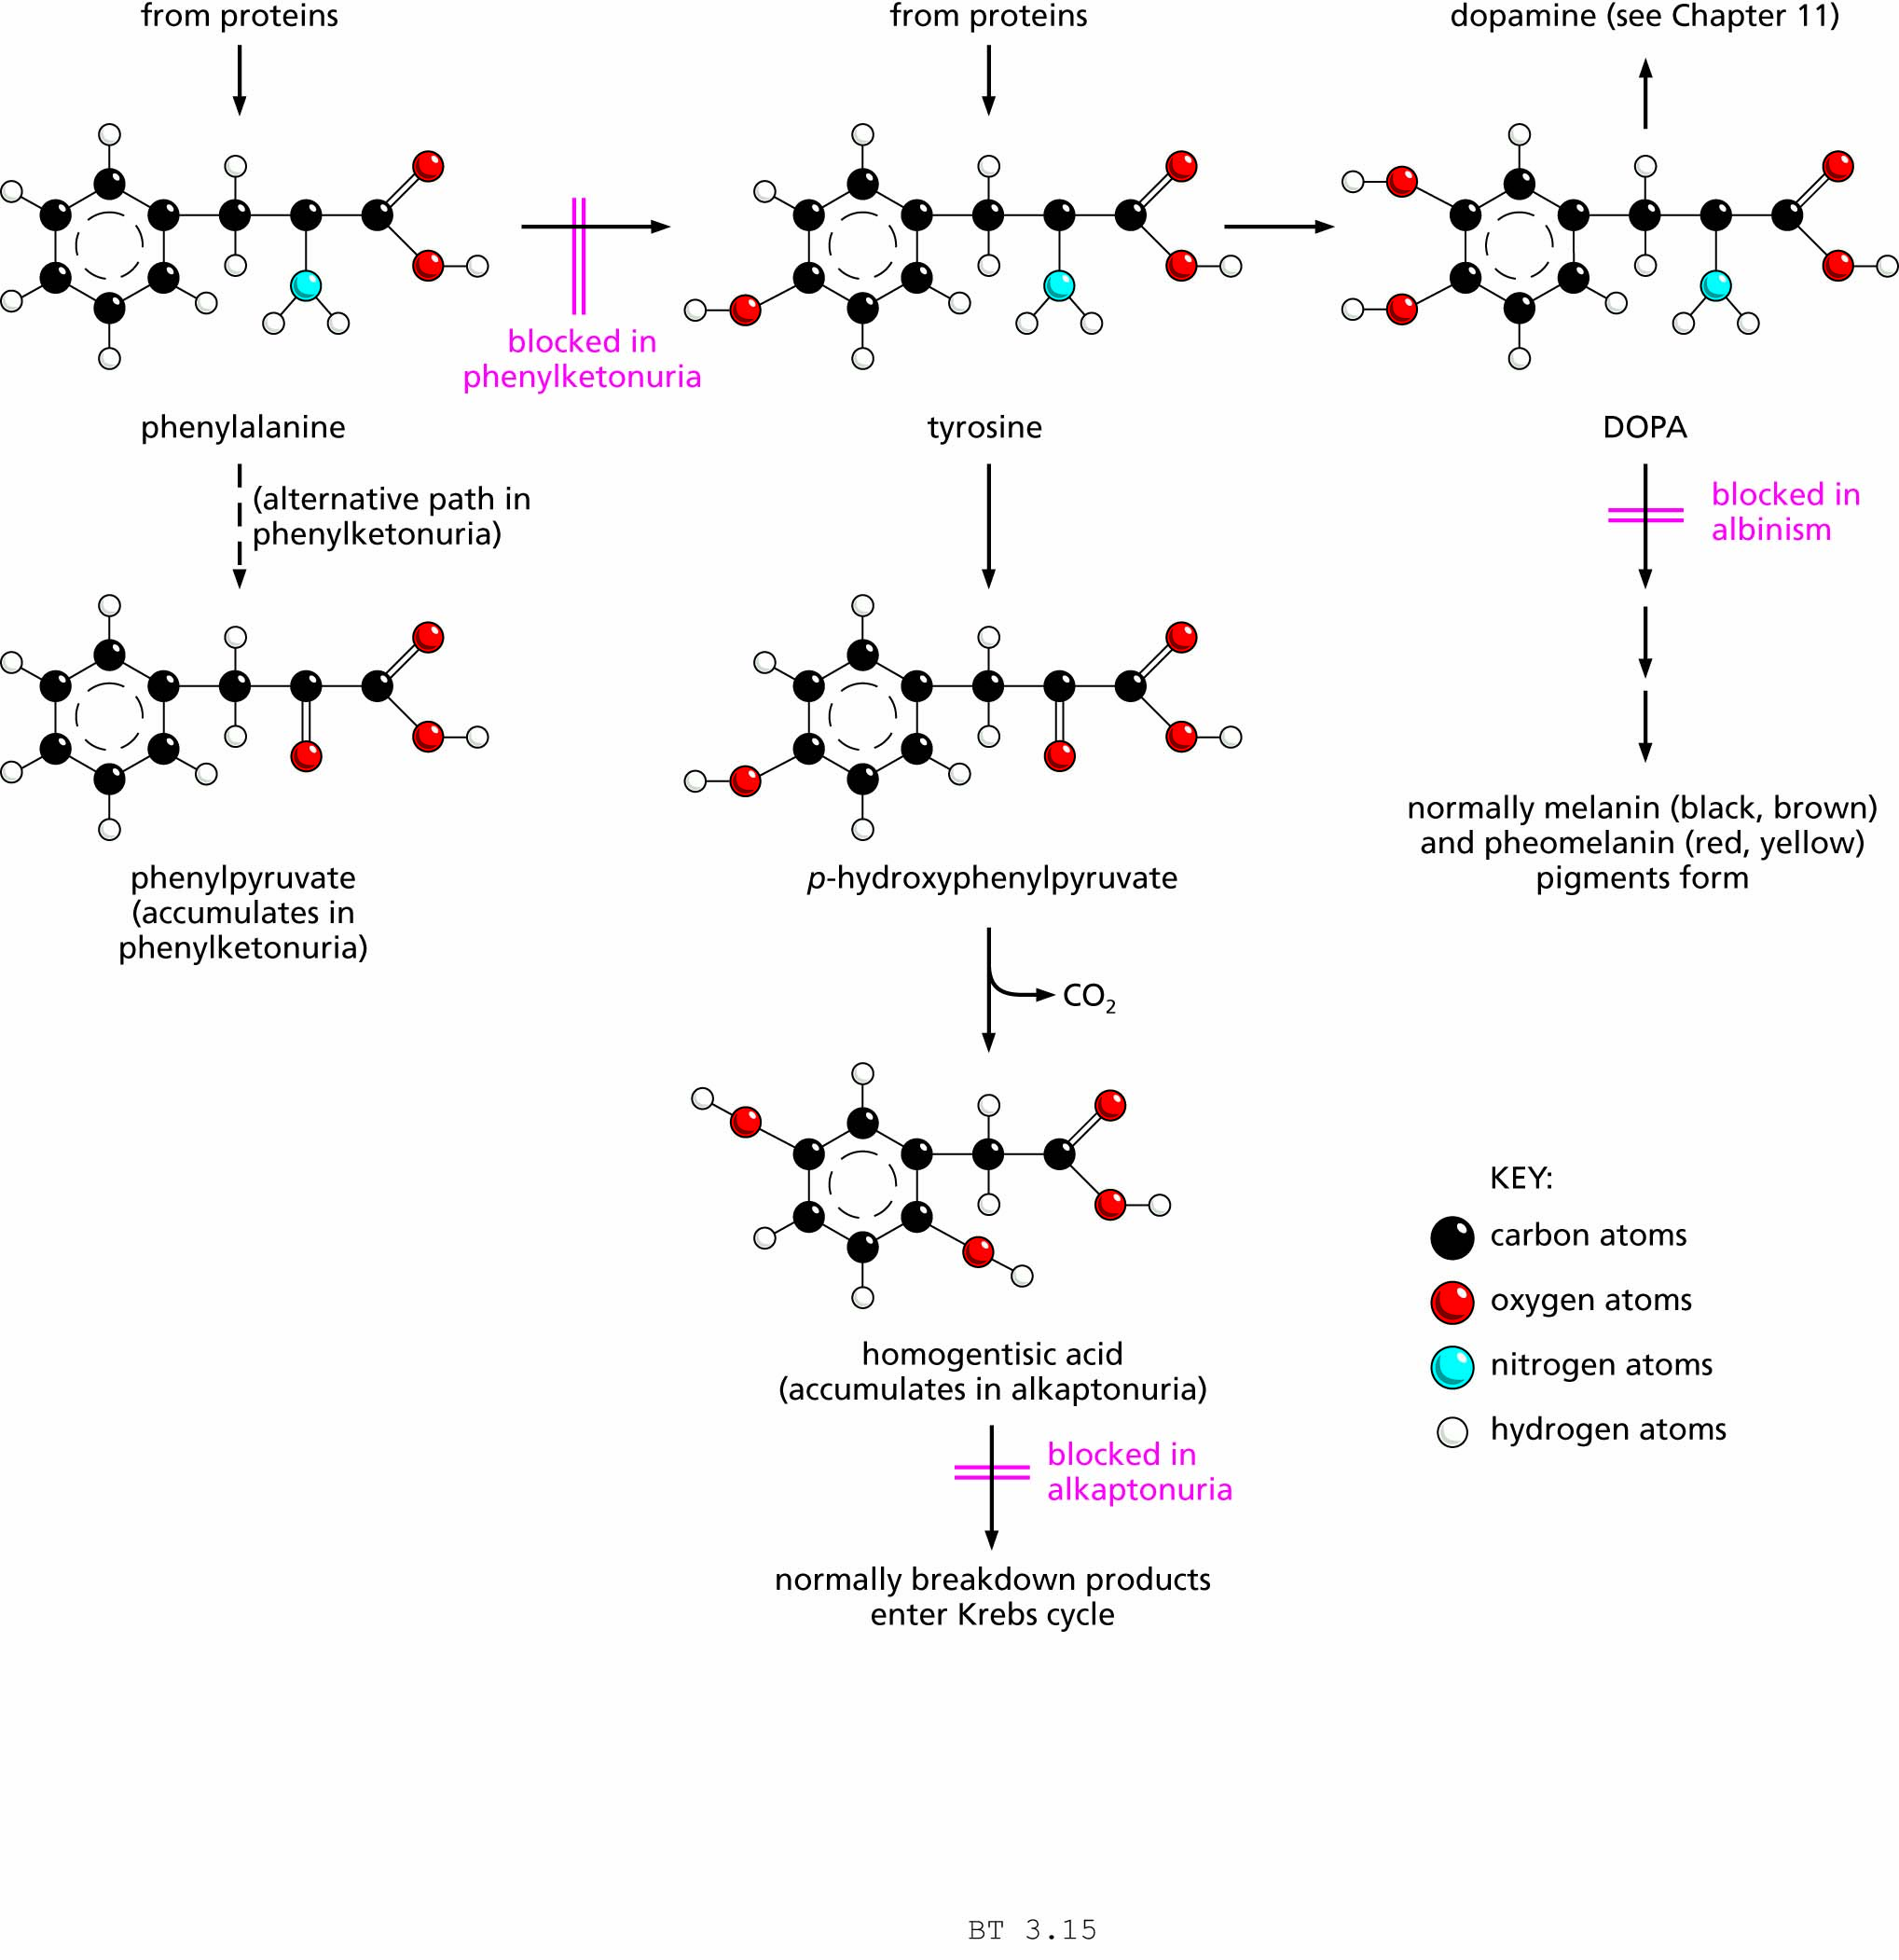 from proteins
from proteins
dopamine (see Chapter 11)
blocked in
phenylketonuria
phenylalanine
tyrosine
DOPA
(alternative path in
phenylketonuria)
blocked in
albinism
phenylpyruvate
(accumulates in
phenylketonuria)
p-hydroxyphenylpyruvate
normally melanin (black, brown)
and pheomelanin (red, yellow)
pigments form
CO2
homogentisic acid
(accumulates in alkaptonuria)
blocked in
alkaptonuria
normally breakdown products
enter Krebs cycle
KEY:
carbon atoms
oxygen atoms
nitrogen atoms
hydrogen atoms
BT 3.15